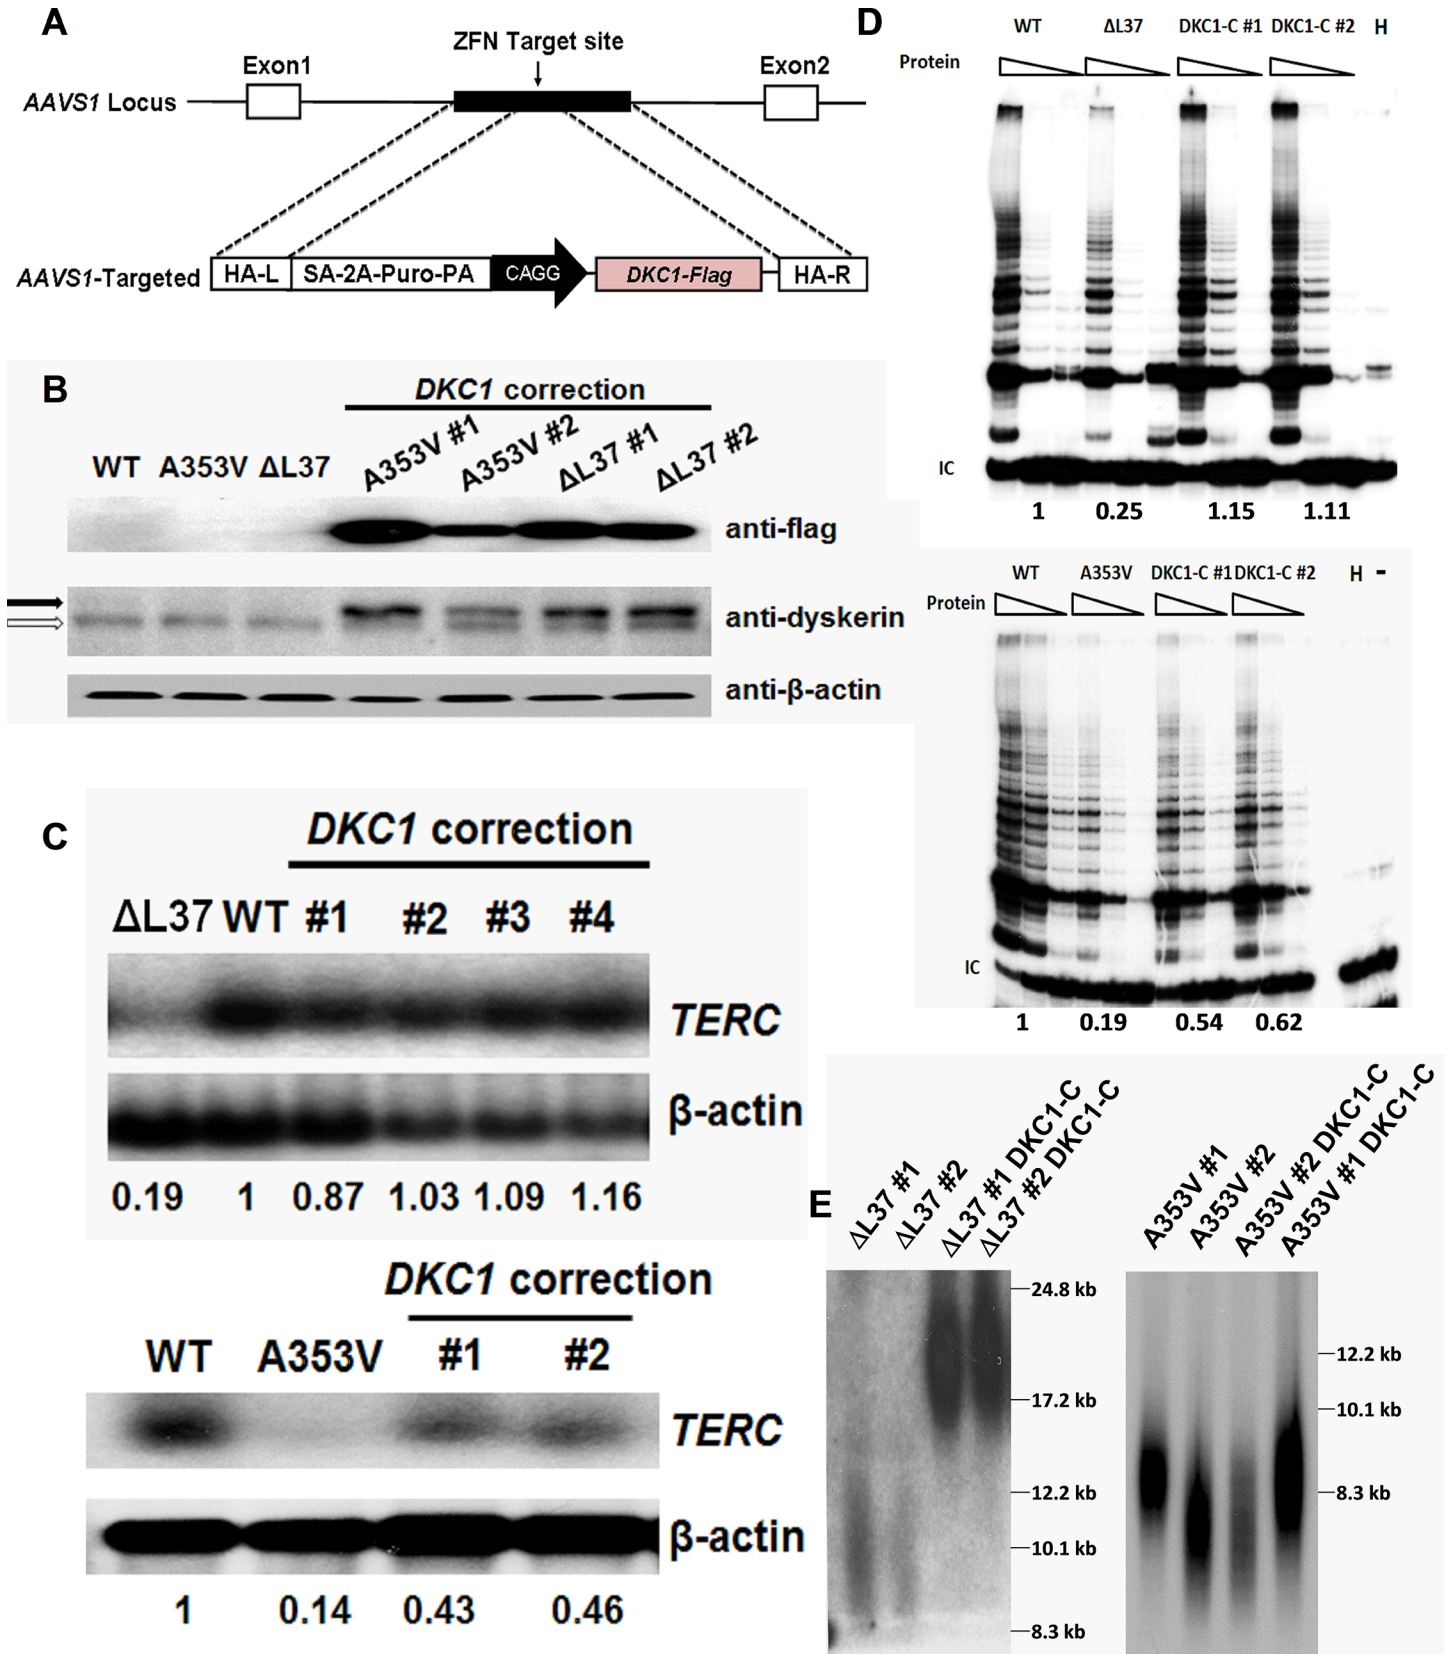 A
ZFN Target site
Exon1
Exon2
AAVS1 Locus
AAVS1-Targeted
HA-L
SA-2A-Puro-PA
CAGG
DKC1-Flag
HA-R
B
DKC1 correction
WT A353V ΔL37 A353V #1 A353V #2 ΔL37 #1 ΔL37 #2
anti-flag
anti-dyskerin
anti-β-actin
C
DKC1 correction
ΔL37 WT #1 #2 #3 #4
TERC
β-actin
0.19 1 0.87 1.03 1.09 1.16
DKC1 correction
WT A353V #1 #2
TERC
β-actin
1 0.14 0.43 0.46
D
WT ΔL37 DKC1-C #1 DKC1-C #2 H
Protein
IC
1 0.25 1.15 1.11
WT A353V DKC1-C #1 DKC1-C #2 H -
Protein
IC
1 0.19 0.54 0.62
E
ΔL37 #1
ΔL37 #2
ΔL37 #1 DKC1-C
ΔL37 #2 DKC1-C
24.8 kb
17.2 kb
12.2 kb
10.1 kb
8.3 kb
A353V #1
A353V #2
A353V #2 DKC1-C
A353V #1 DKC1-C
12.2 kb
10.1 kb
8.3 kb